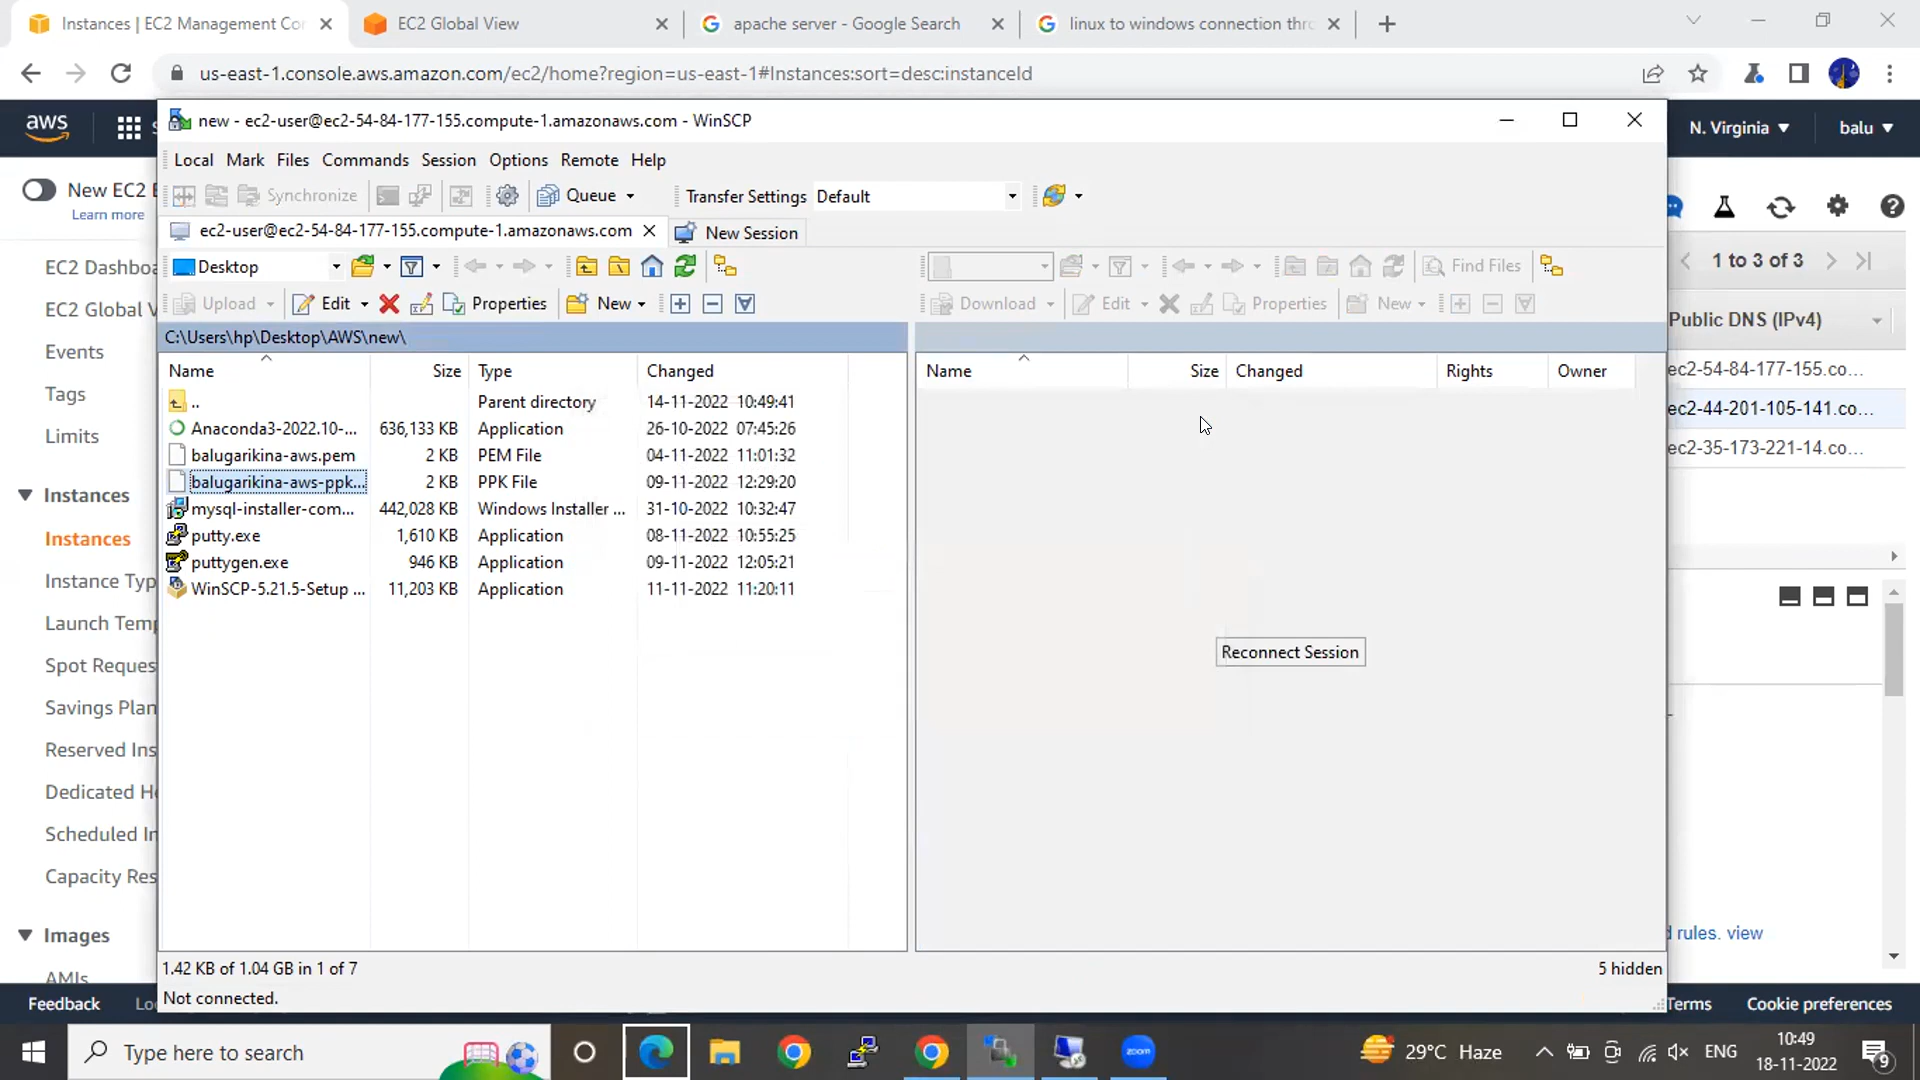 Instances | EC2 Management Con
EC2 Global View
apache server - Google Search
linux to windows connection thro
us-east-1.console.aws.amazon.com/ec2/home?region=us-east-1#Instances:sort=desc:instanceId
aws
N. Virginia
balu
new - ec2-user@ec2-54-84-177-155.compute-1.amazonaws.com - WinSCP
Local Mark Files Commands Session Options Remote Help
Synchronize
Queue
Transfer Settings Default
ec2-user@ec2-54-84-177-155.compute-1.amazonaws.com
New Session
Desktop
Find Files
Upload Edit Properties New
Download Edit Properties New
C:\Users\hp\Desktop\AWS\new\
Name Size Type Changed
.. Parent directory 14-11-2022 10:49:41
Anaconda3-2022.10-... 636,133 KB Application 26-10-2022 07:45:26
balugarikina-aws.pem 2 KB PEM File 04-11-2022 11:01:32
balugarikina-aws-ppk... 2 KB PPK File 09-11-2022 12:29:20
mysql-installer-com... 442,028 KB Windows Installer ... 31-10-2022 10:32:47
putty.exe 1,610 KB Application 08-11-2022 10:55:25
puttygen.exe 946 KB Application 09-11-2022 12:05:21
WinSCP-5.21.5-Setup ... 11,203 KB Application 11-11-2022 11:20:11
Name Size Changed Rights Owner
Reconnect Session
1.42 KB of 1.04 GB in 1 of 7
5 hidden
Not connected.
New EC2 E
Learn more
EC2 Dashboa
EC2 Global V
Events
Tags
Limits
Instances
Instances
Instance Typ
Launch Temp
Spot Reques
Savings Plan
Reserved Ins
Dedicated Ho
Scheduled In
Capacity Res
Images
AMIs
1 to 3 of 3
Public DNS (IPv4)
ec2-54-84-177-155.co...
ec2-44-201-105-141.co...
ec2-35-173-221-14.co...
rules. view
Feedback
Terms
Cookie preferences
Type here to search
zoom
29°C Haze
ENG
10:49
18-11-2022
9